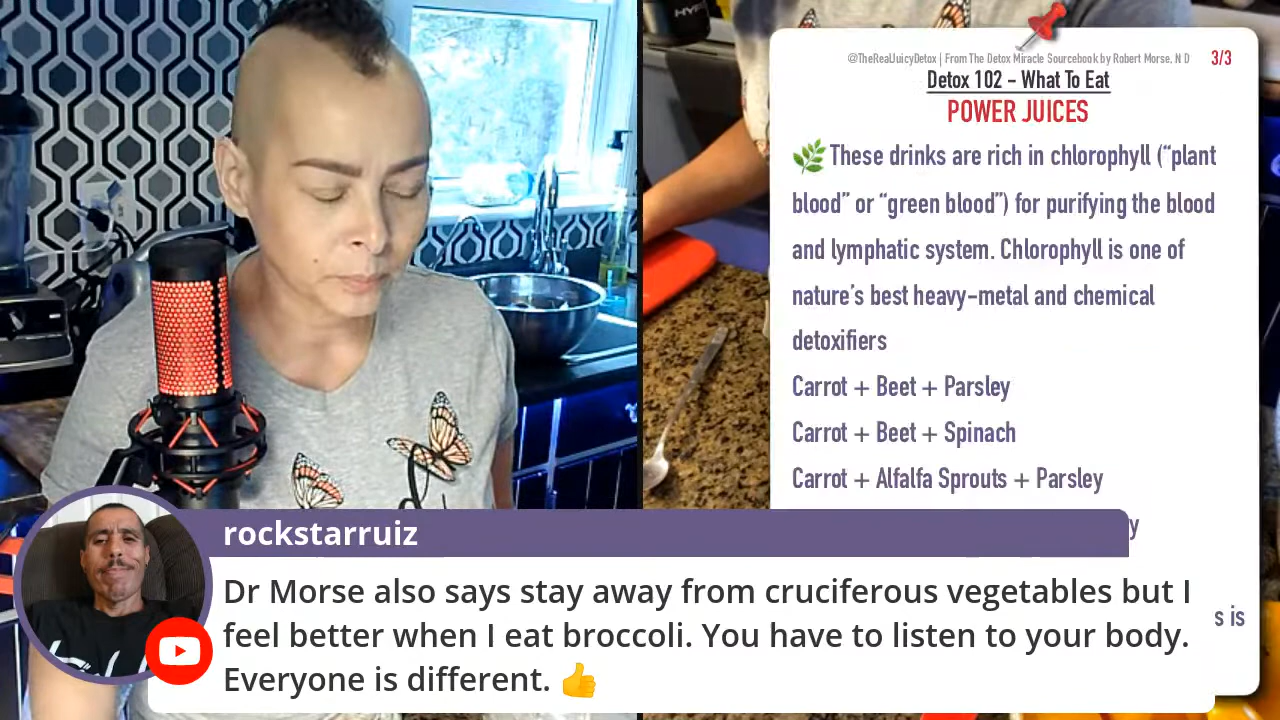 @TheRealJuicyDetox | From The Detox Miracle Sourcebook by Robert Morse, N D
3/3
Detox 102 - What To Eat
POWER JUICES
🌿These drinks are rich in chlorophyll (“plant
blood” or “green blood”) for purifying the blood
and lymphatic system. Chlorophyll is one of
nature’s best heavy-metal and chemical
detoxifiers
Carrot + Beet + Parsley
Carrot + Beet + Spinach
Carrot + Alfalfa Sprouts + Parsley
s is
rockstarruiz
Dr Morse also says stay away from cruciferous vegetables but I
feel better when I eat broccoli. You have to listen to your body.
Everyone is different. 👍